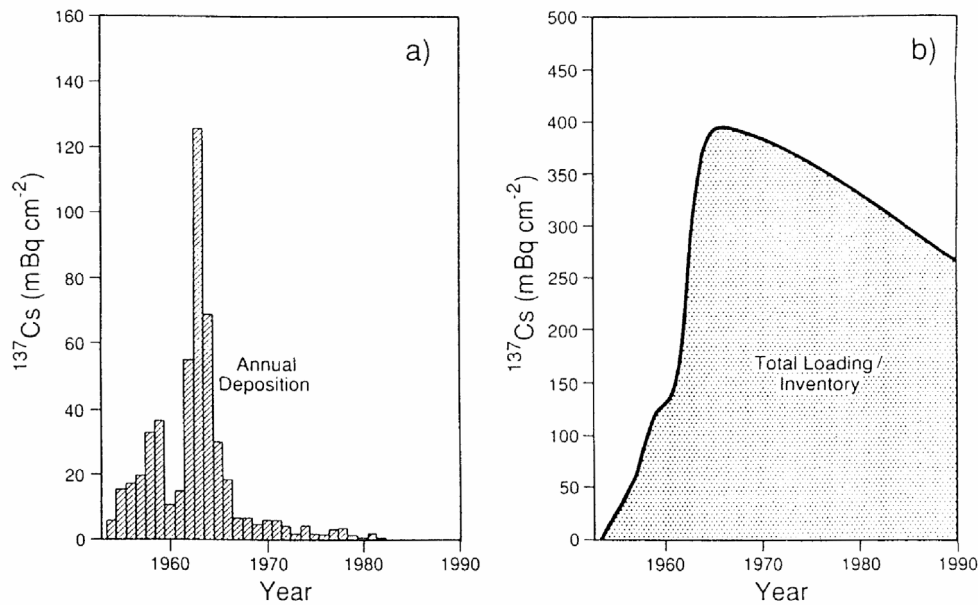 a)
160
140
120
100
80
60
40
20
0
¹³⁷Cs (mBq cm⁻²)
Annual
Deposition
1960
1970
1980
1990
Year
b)
500
450
400
350
300
250
200
150
100
50
0
¹³⁷Cs (mBq cm⁻²)
Total Loading /
Inventory
1960
1970
1980
1990
Year